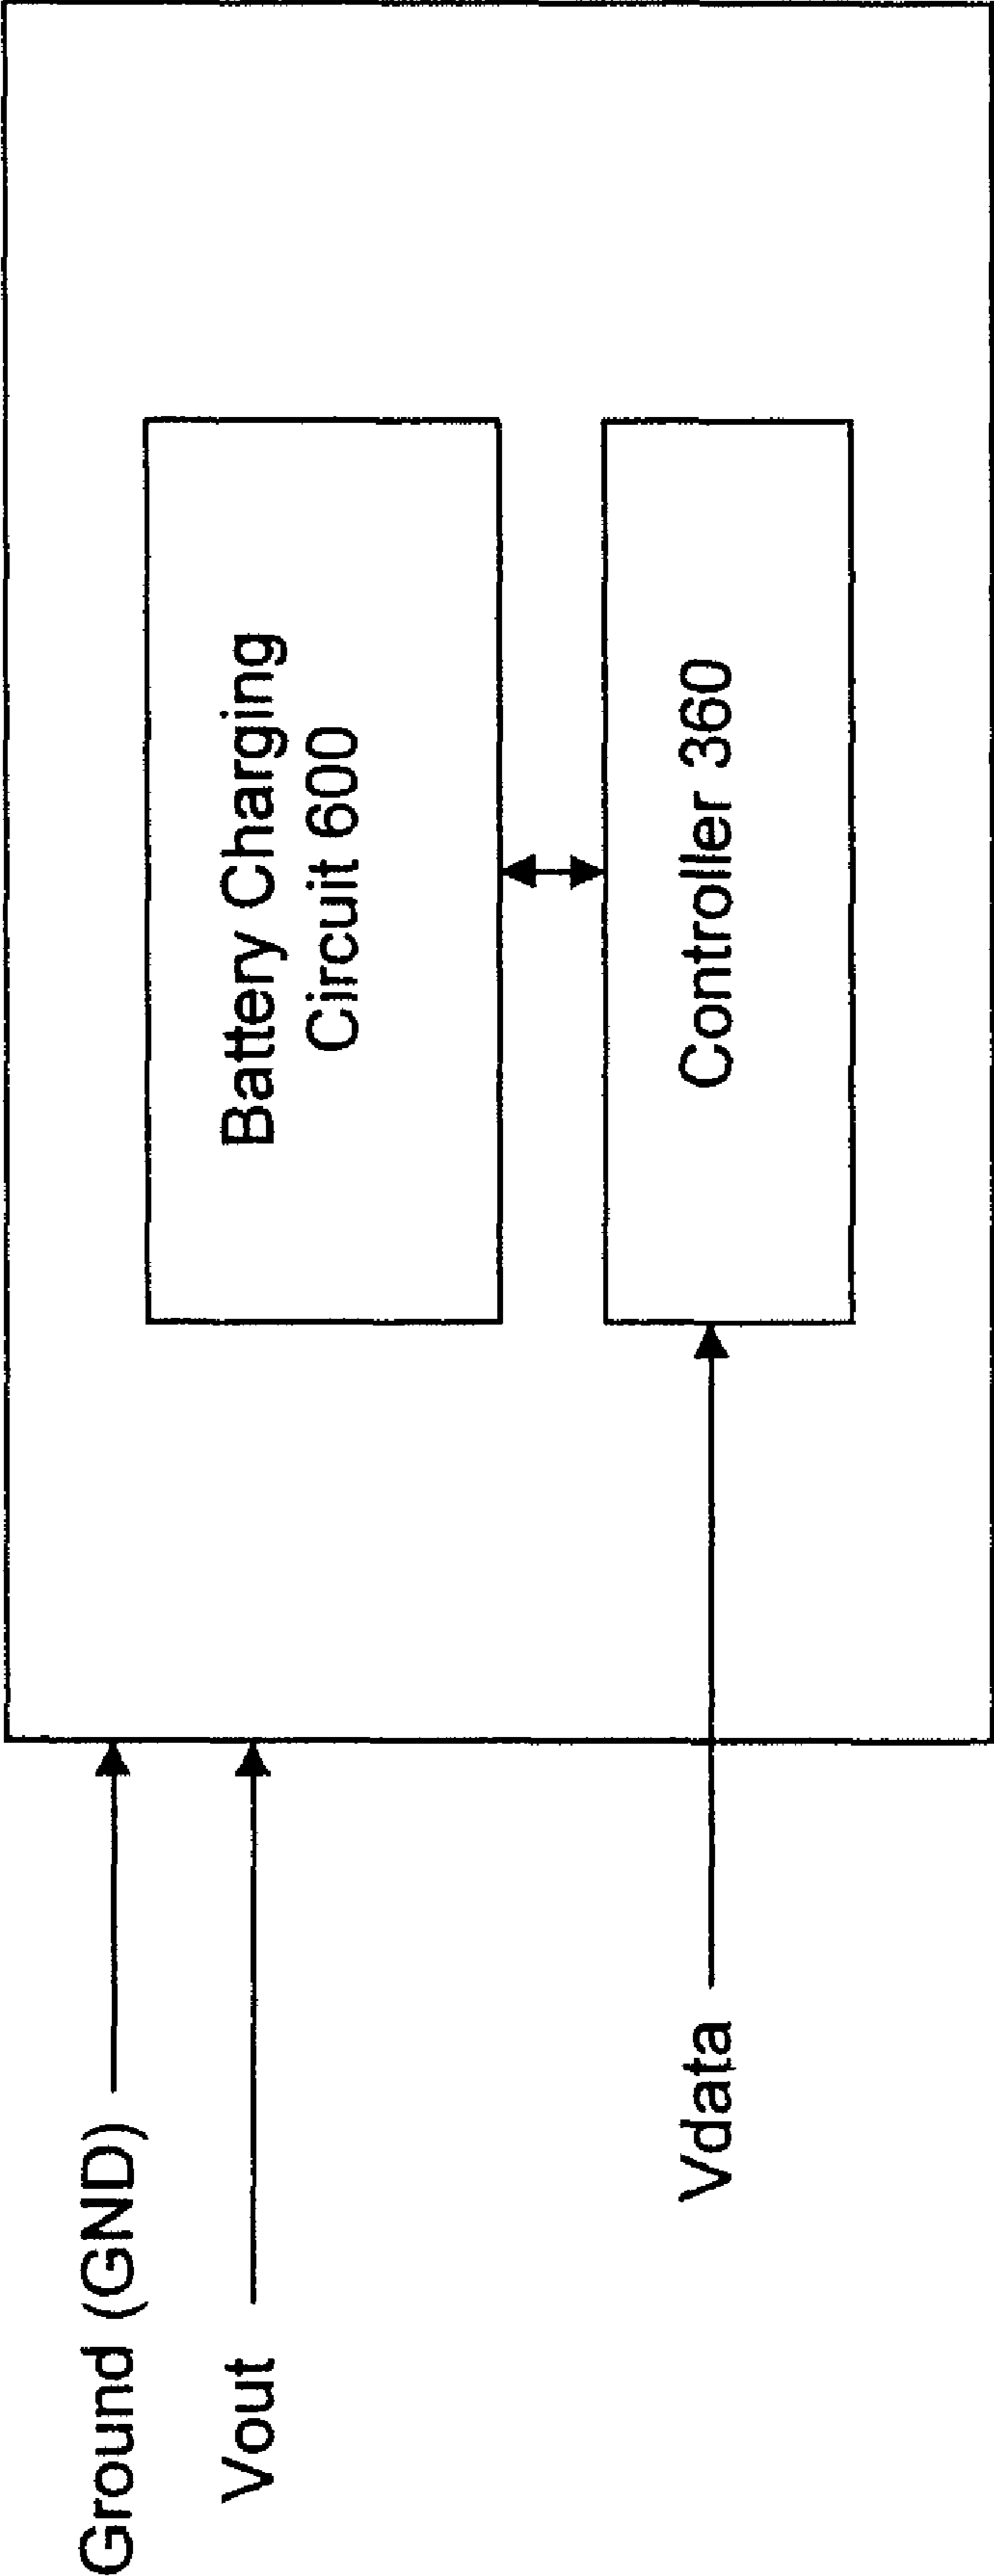 Ground (GND)
Vout
Vdata
Battery Charging
Circuit 600
Controller 360